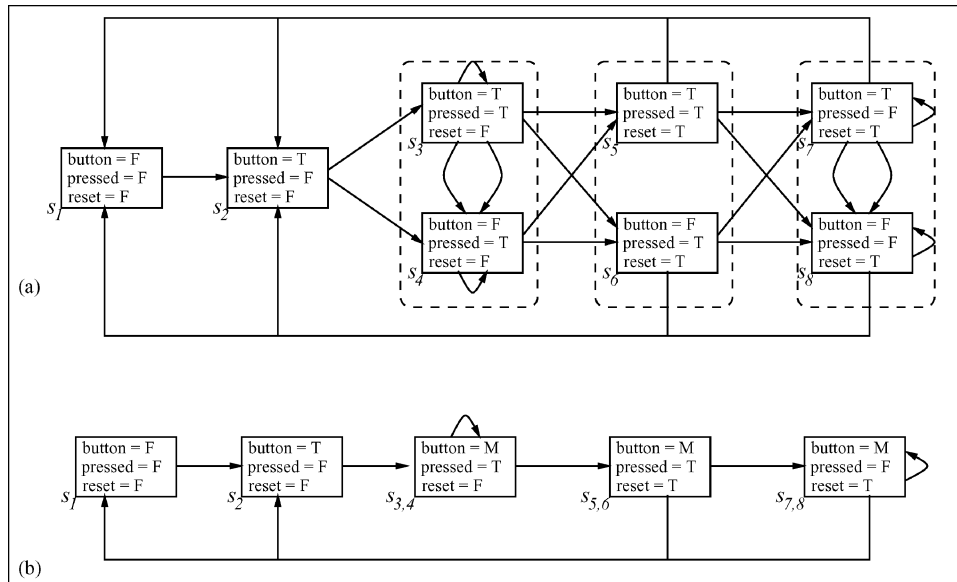 button = T
pressed = T
reset = F
s3
button = T
pressed = T
reset = T
s5
button = T
pressed = F
reset = T
s7
button = F
pressed = F
reset = F
s1
button = T
pressed = F
reset = F
s2
button = F
pressed = T
reset = F
s4
button = F
pressed = T
reset = T
s6
button = F
pressed = F
reset = T
s8
(a)
button = F
pressed = F
reset = F
s1
button = T
pressed = F
reset = F
s2
button = M
pressed = T
reset = F
s3,4
button = M
pressed = T
reset = T
s5,6
button = M
pressed = F
reset = T
s7,8
(b)